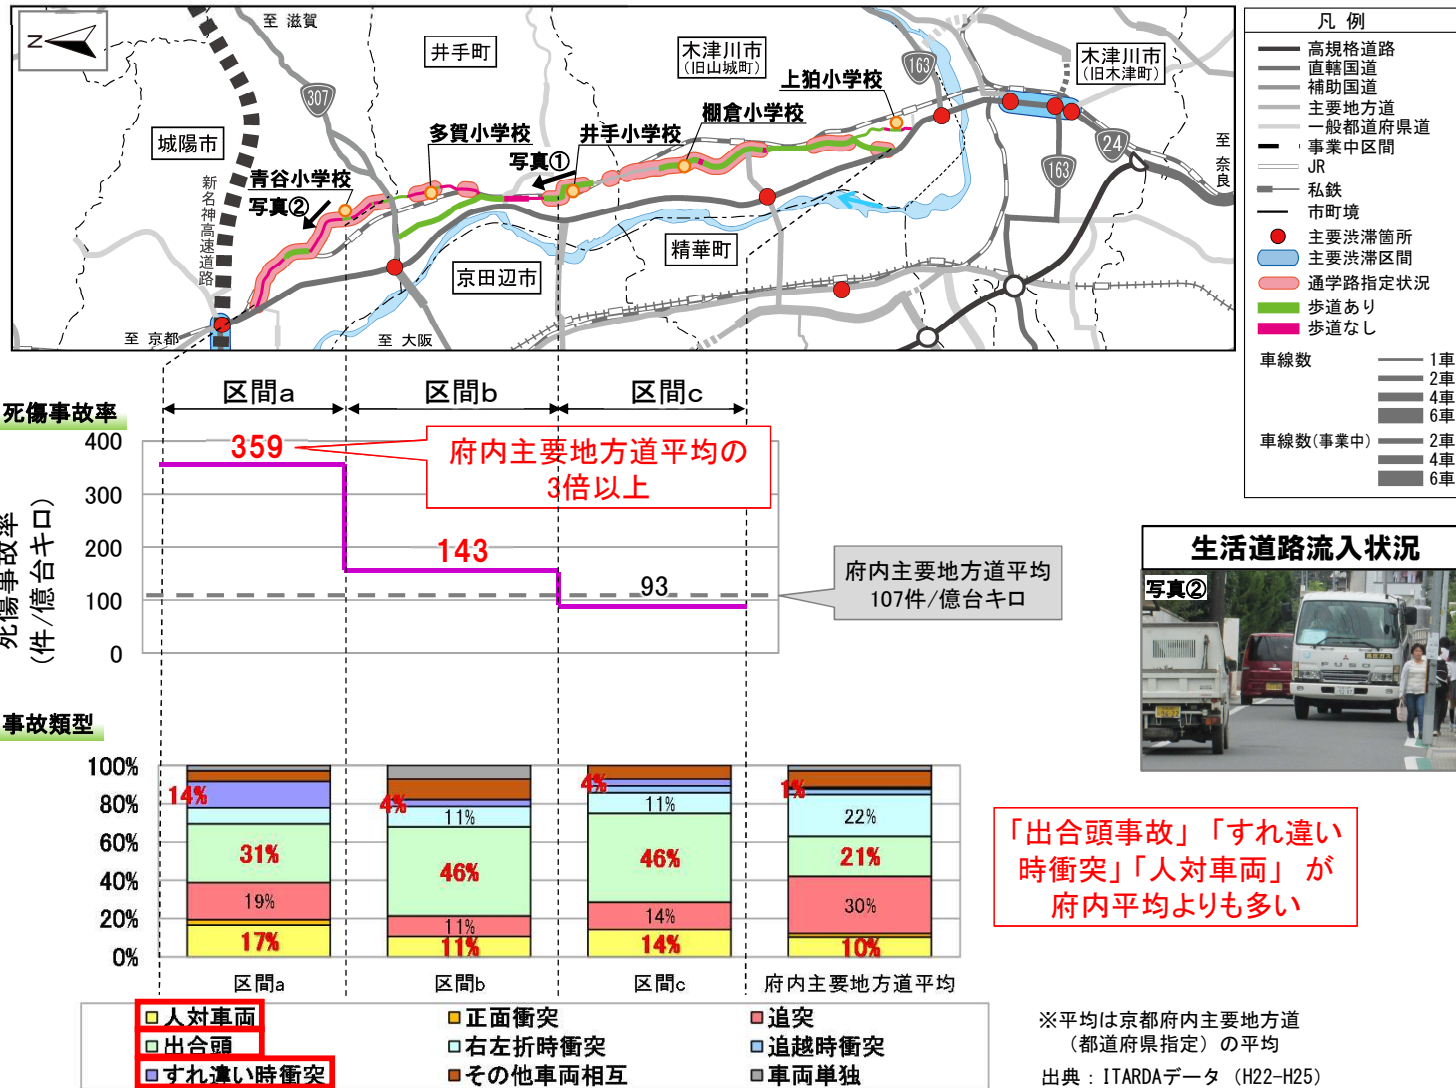 N
至 滋賀
井手町
木津川市
(旧山城町)
163
木津川市
(旧木津町)
307
上狛小学校
城陽市
多賀小学校
井手小学校
棚倉小学校
写真①
24
至 奈良
163
青谷小学校
写真②
新名神高速道路
精華町
京田辺市
至 京都
至 大阪
凡 例
高規格道路
直轄国道
補助国道
主要地方道
一般都道府県道
事業中区間
JR
私鉄
市町境
主要渋滞箇所
主要渋滞区間
通学路指定状況
歩道あり
歩道なし
車線数
1車
2車
4車
6車
車線数(事業中)
2車
4車
6車
区間a
区間b
区間c
死傷事故率
死傷事故率
(件/億台キロ)
400
300
200
100
0
359
府内主要地方道平均の
3倍以上
143
93
府内主要地方道平均
107件/億台キロ
生活道路流入状況
写真②
FUSO
事故類型
100%
80%
60%
40%
20%
0%
14%
31%
19%
17%
4%
11%
46%
11%
11%
4%
11%
46%
14%
14%
1%
22%
21%
30%
10%
区間a
区間b
区間c
府内主要地方道平均
「出合頭事故」「すれ違い
時衝突」「人対車両」 が
府内平均よりも多い
人対車両
正面衝突
追突
出合頭
右左折時衝突
追越時衝突
すれ違い時衝突
その他車両相互
車両単独
※平均は京都府内主要地方道
(都道府県指定)の平均
出典：ITARDAデータ（H22-H25）